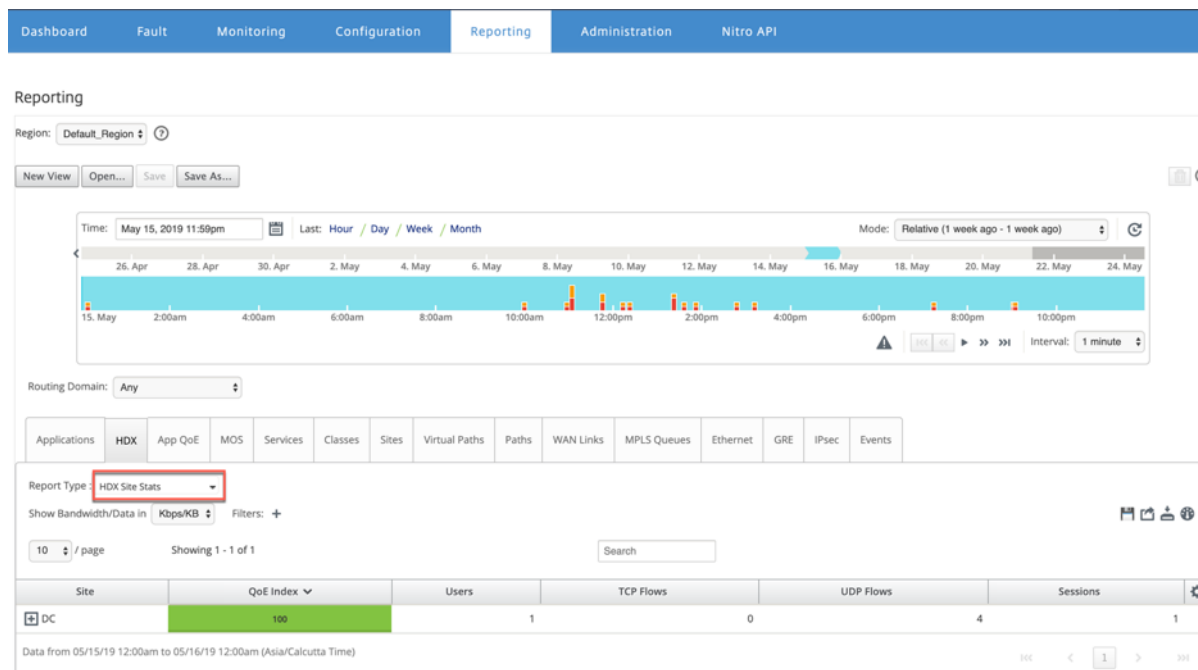 Dashboard Fault Monitoring Configuration Reporting Administration Nitro API
Reporting
Region: Default_Region
New View Open... Save Save As...
Time: May 15, 2019 11:59pm Last: Hour / Day / Week / Month Mode: Relative (1 week ago - 1 week ago)
26. Apr 28. Apr 30. Apr 2. May 4. May 6. May 8. May 10. May 12. May 14. May 16. May 18. May 20. May 22. May 24. May
15. May 2:00am 4:00am 6:00am 8:00am 10:00am 12:00pm 2:00pm 4:00pm 6:00pm 8:00pm 10:00pm
Interval: 1 minute
Routing Domain: Any
Applications HDX App QoE MOS Services Classes Sites Virtual Paths Paths WAN Links MPLS Queues Ethernet GRE IPsec Events
Report Type : HDX Site Stats
Show Bandwidth/Data in Kbps/KB Filters: +
10 / page Showing 1 - 1 of 1 Search
Site QoE Index Users TCP Flows UDP Flows Sessions
DC 100 1 0 4 1
Data from 05/15/19 12:00am to 05/16/19 12:00am (Asia/Calcutta Time) 1